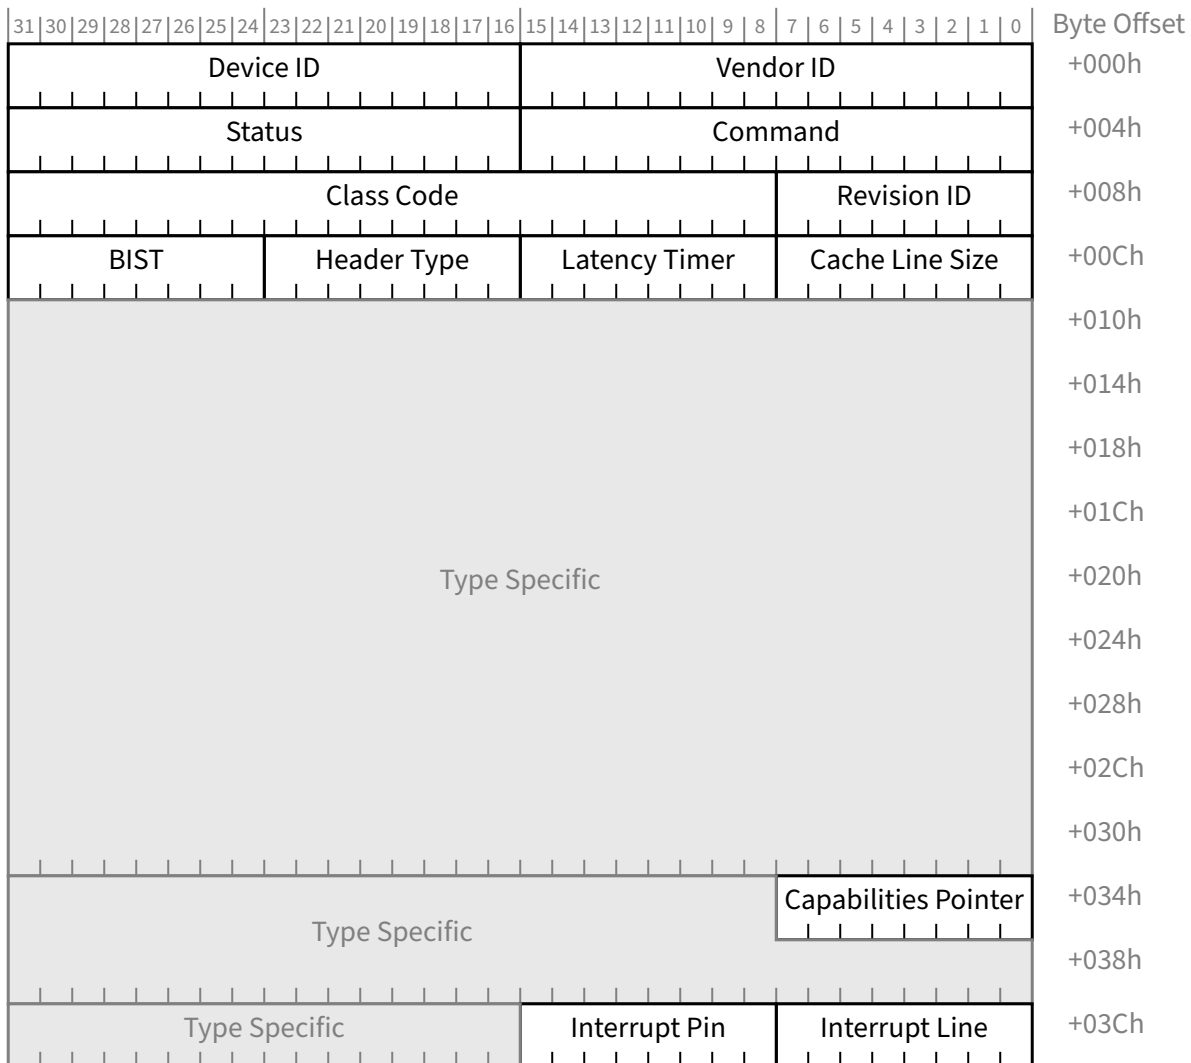 31 30 29 28 27 26 25 24 23 22 21 20 19 18 17 16 15 14 13 12 11 10 9 8 7 6 5 4 3 2 1 0 Byte Offset
Device ID Vendor ID +000h
Status Command +004h
Class Code Revision ID +008h
BIST Header Type Latency Timer Cache Line Size +00Ch
+010h
+014h
+018h
+01Ch
Type Specific +020h
+024h
+028h
+02Ch
+030h
Capabilities Pointer +034h
Type Specific
+038h
Type Specific Interrupt Pin Interrupt Line +03Ch